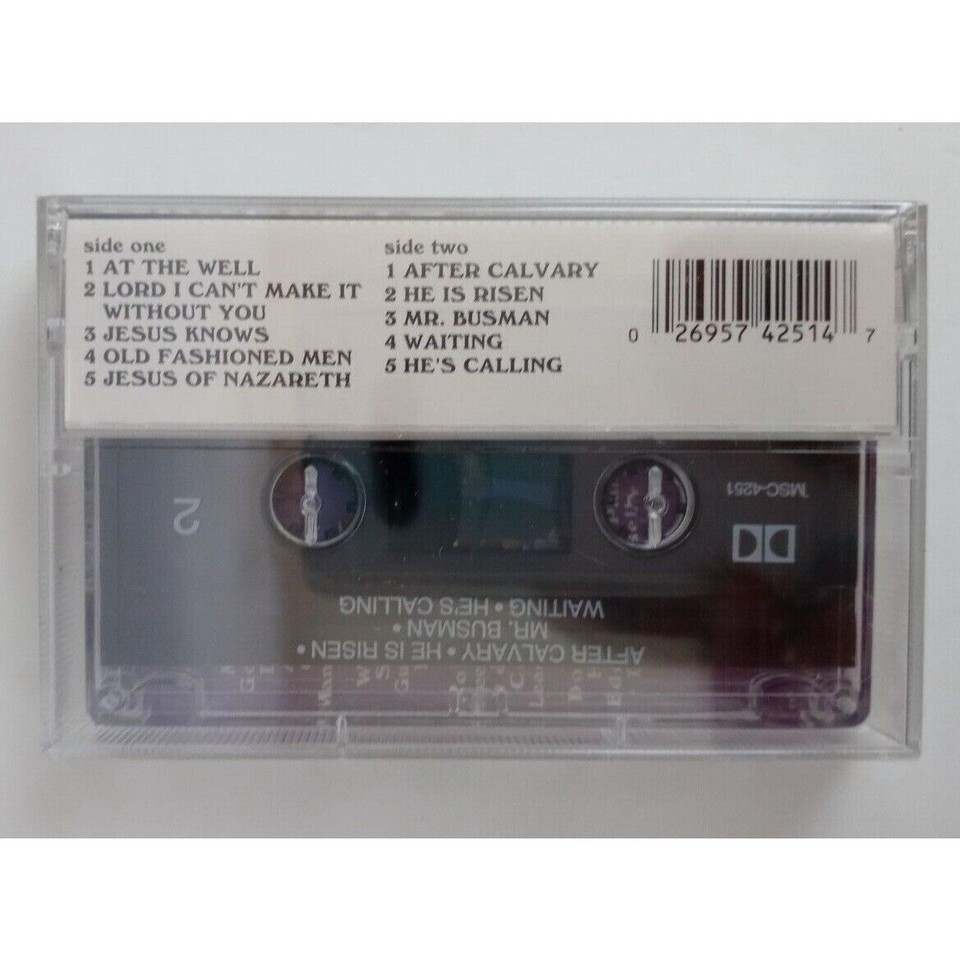 side one
1 AT THE WELL
2 LORD I CAN'T MAKE IT
WITHOUT YOU
3 JESUS KNOWS
4 OLD FASHIONED MEN
5 JESUS OF NAZARETH
side two
1 AFTER CALVARY
2 HE IS RISEN
3 MR. BUSMAN
4 WAITING
5 HE'S CALLING
0 26957 42514 7
MSC-4251
2
AFTER CALVARY • HE IS RISEN •
MR. BUSMAN •
WAITING • HE'S CALLING